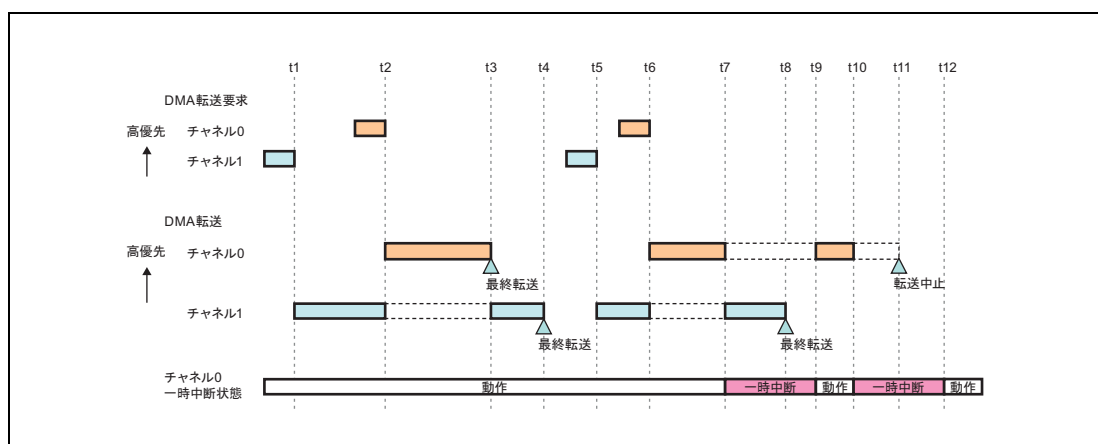 t1 t2 t3 t4 t5 t6 t7 t8 t9 t10 t11 t12
DMA転送要求
高優先 チャネル0
チャネル1
DMA転送
高優先 チャネル0
最終転送 転送中止
チャネル1
最終転送 最終転送
チャネル0
一時中断状態
動作 一時中断 動作 一時中断 動作